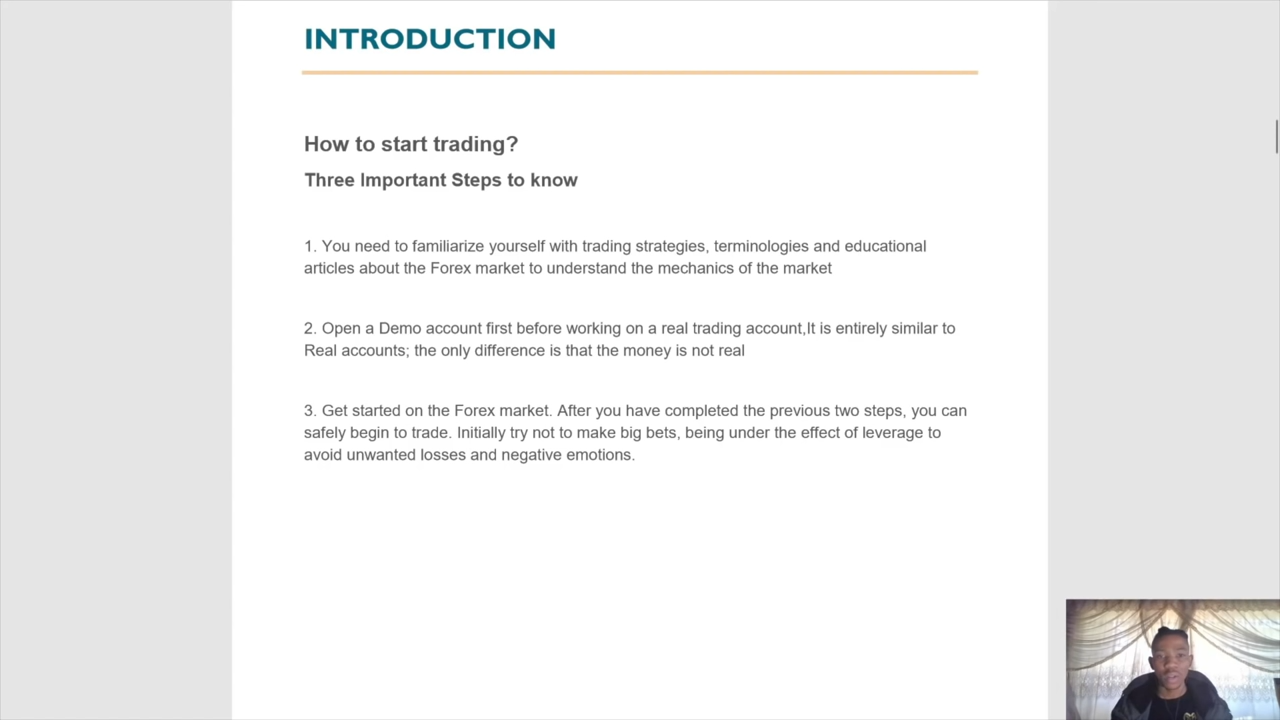 INTRODUCTION
How to start trading?
Three Important Steps to know
1. You need to familiarize yourself with trading strategies, terminologies and educational
articles about the Forex market to understand the mechanics of the market
2. Open a Demo account first before working on a real trading account,It is entirely similar to
Real accounts; the only difference is that the money is not real
3. Get started on the Forex market. After you have completed the previous two steps, you can
safely begin to trade. Initially try not to make big bets, being under the effect of leverage to
avoid unwanted losses and negative emotions.